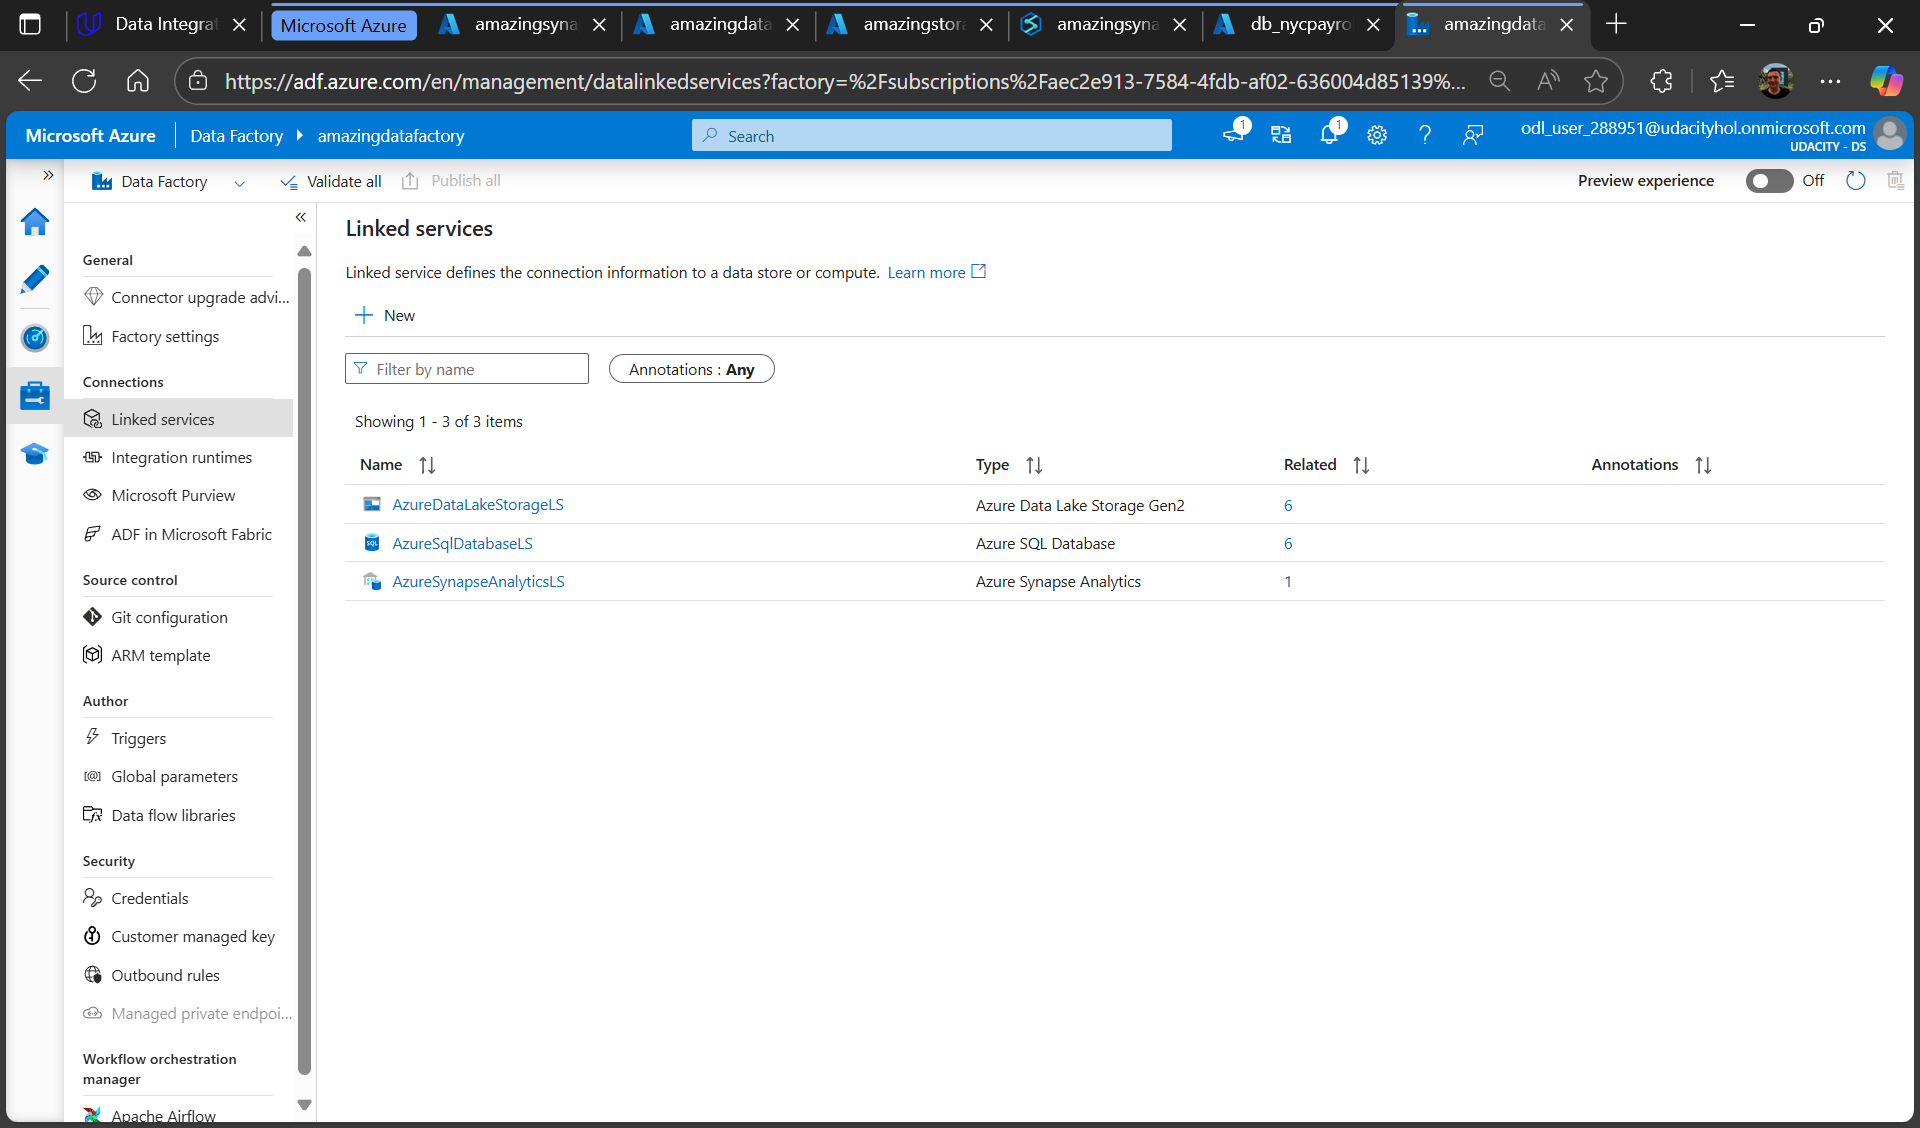 Data Integrat
Microsoft Azure
amazingsyna
amazingdata
amazingstora
amazingsyna
db_nycpayro
amazingdata
https://adf.azure.com/en/management/datalinkedservices?factory=%2Fsubscriptions%2Faec2e913-7584-4fdb-af02-636004d85139%...
Microsoft Azure
Data Factory
amazingdatafactory
Search
1
1
odl_user_288951@udacityhol.onmicrosoft.com
UDACITY - DS
Data Factory
Validate all
Publish all
Preview experience
Off
General
Connector upgrade advi...
Factory settings
Connections
Linked services
Integration runtimes
Microsoft Purview
ADF in Microsoft Fabric
Source control
Git configuration
ARM template
Author
Triggers
Global parameters
Data flow libraries
Security
Credentials
Customer managed key
Outbound rules
Managed private endpoi...
Workflow orchestration
manager
Apache Airflow
Linked services
Linked service defines the connection information to a data store or compute. Learn more
New
Filter by name
Annotations : Any
Showing 1 - 3 of 3 items
Name Type Related Annotations
AzureDataLakeStorageLS Azure Data Lake Storage Gen2 6
AzureSqlDatabaseLS Azure SQL Database 6
AzureSynapseAnalyticsLS Azure Synapse Analytics 1